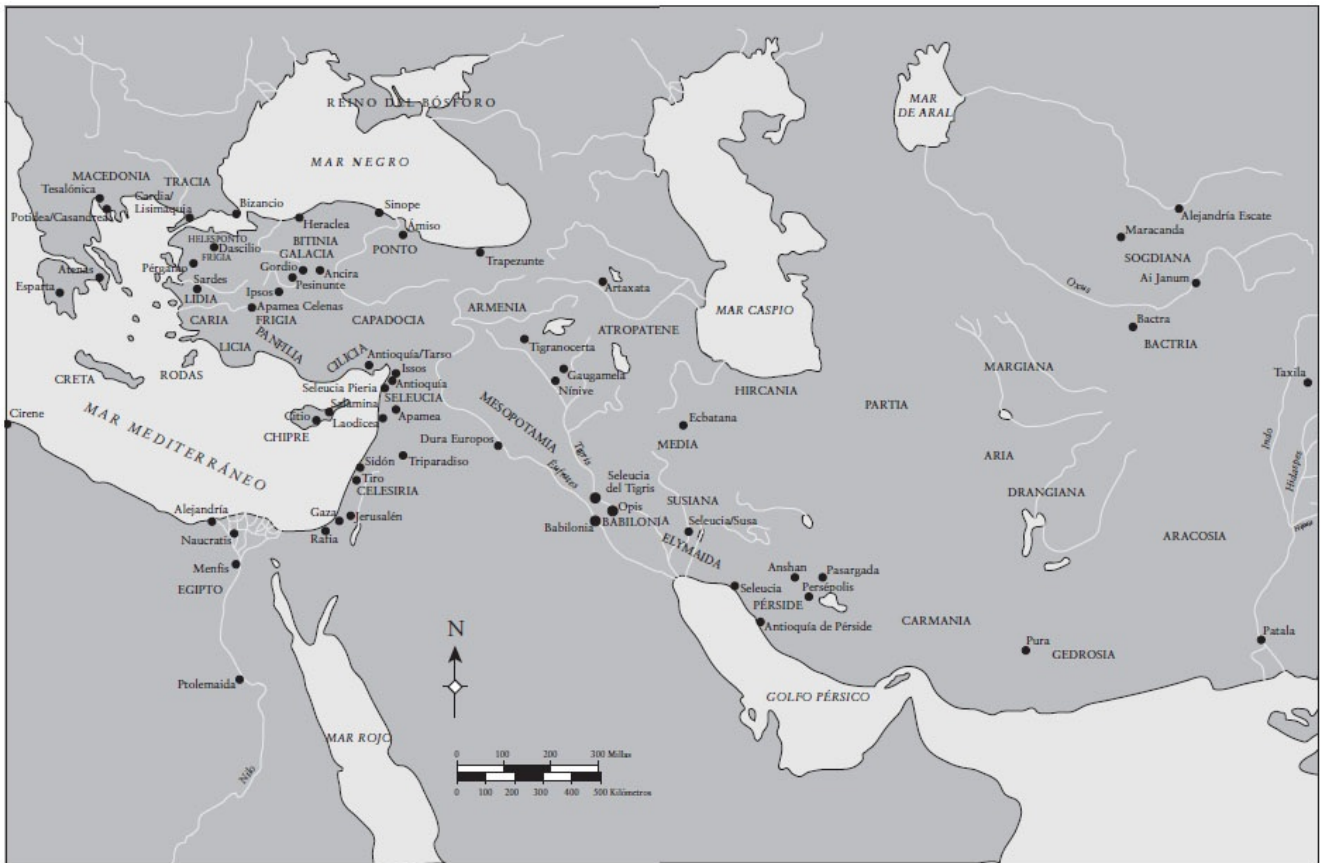 REINO DEL BÓSFORO
MAR
DE ARAL
MAR NEGRO
MACEDONIA
Tesalónica
TRACIA
Cardia/
Lisimaquia
Potidea/Casandrea
Bizancio
Sinope
Heraclea
Ámiso
Alejandría Escate
Maracanda
SOGDIANA
HELESPONTO
Dascilio
FRIGIA
BITINIA
GALACIA
PONTO
Trapezunte
Pérgamo
Gordio
Ancira
Pesinunte
Atenas
Sardes
Esparta
LIDIA
Ipsos
Apamea Celenas
Artaxata
Ai Janum
Oxus
CARIA
FRIGIA
CAPADOCIA
ARMENIA
MAR CASPIO
ATROPATENE
Bactra
BACTRIA
LICIA
PANFILIA
CILICIA
Tigranocerta
Antioquía/Tarso
Issos
Antioquía
CRETA
RODAS
Gaugamela
Nínive
MARGIANA
Taxila
Seleucia Pieria
SELEUCIA
HIRCANIA
PARTIA
Cirene
Salamina
Citio
Laodicea
Apamea
CHIPRE
MESOPOTAMIA
Ecbatana
MAR MEDITERRÁNEO
Dura Europos
MEDIA
Tigris
Éufrates
Indo
Hidaspes
Sidón
Triparadiso
Tiro
CELESIRIA
ARIA
DRANGIANA
Seleucia
del Tigris
SUSIANA
Alejandría
Gaza
Jerusalén
Opis
Babilonia
BABILONIA
Seleucia/Susa
Naucratis
Rafia
ELYMAIDA
ARACOSIA
Menfis
EGIPTO
Anshan
Pasargada
Seleucia
Persépolis
PÉRSIDE
Antioquía de Pérside
CARMANIA
N
Pura
GEDROSIA
Patala
Ptolemaida
GOLFO PÉRSICO
MAR ROJO
Nilo
0 100 200 300 Millas
0 100 200 300 400 500 Kilómetros